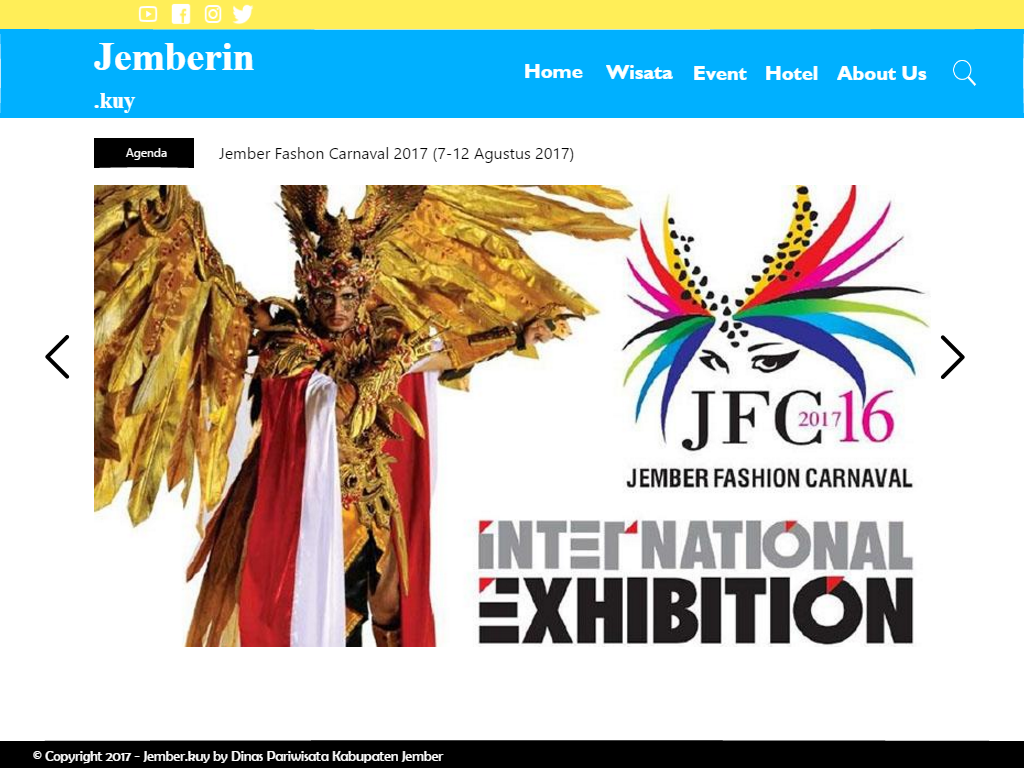 Jemberin
.kuy
Home Wisata Event Hotel About Us
Agenda
Jember Fashon Carnaval 2017 (7-12 Agustus 2017)
JFC 2017 16
JEMBER FASHION CARNAVAL
INTERNATIONAL
EXHIBITION
© Copyright 2017 - Jember.kuy by Dinas Pariwisata Kabupaten Jember